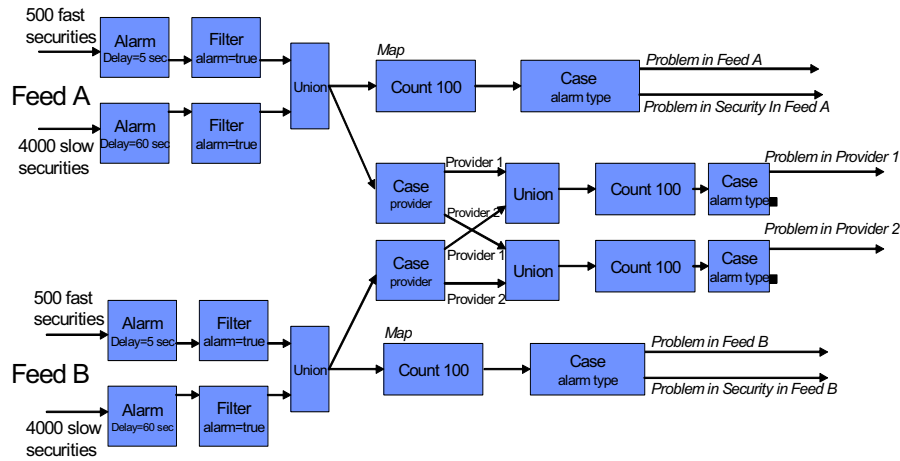 500 fast
securities
Alarm
Delay=5 sec
Filter
alarm=true
Union
Map
Count 100
Case
alarm type
Problem in Feed A
Problem in Security In Feed A
Feed A
4000 slow
securities
Alarm
Delay=60 sec
Filter
alarm=true
Case
provider
Provider 1
Provider 2
Union
Count 100
Case
alarm type
Problem in Provider 1
Case
provider
Provider 1
Provider 2
Union
Count 100
Case
alarm type
Problem in Provider 2
500 fast
securities
Alarm
Delay=5 sec
Filter
alarm=true
Union
Map
Count 100
Case
alarm type
Problem in Feed B
Problem in Security in Feed B
Feed B
4000 slow
securities
Alarm
Delay=60 sec
Filter
alarm=true